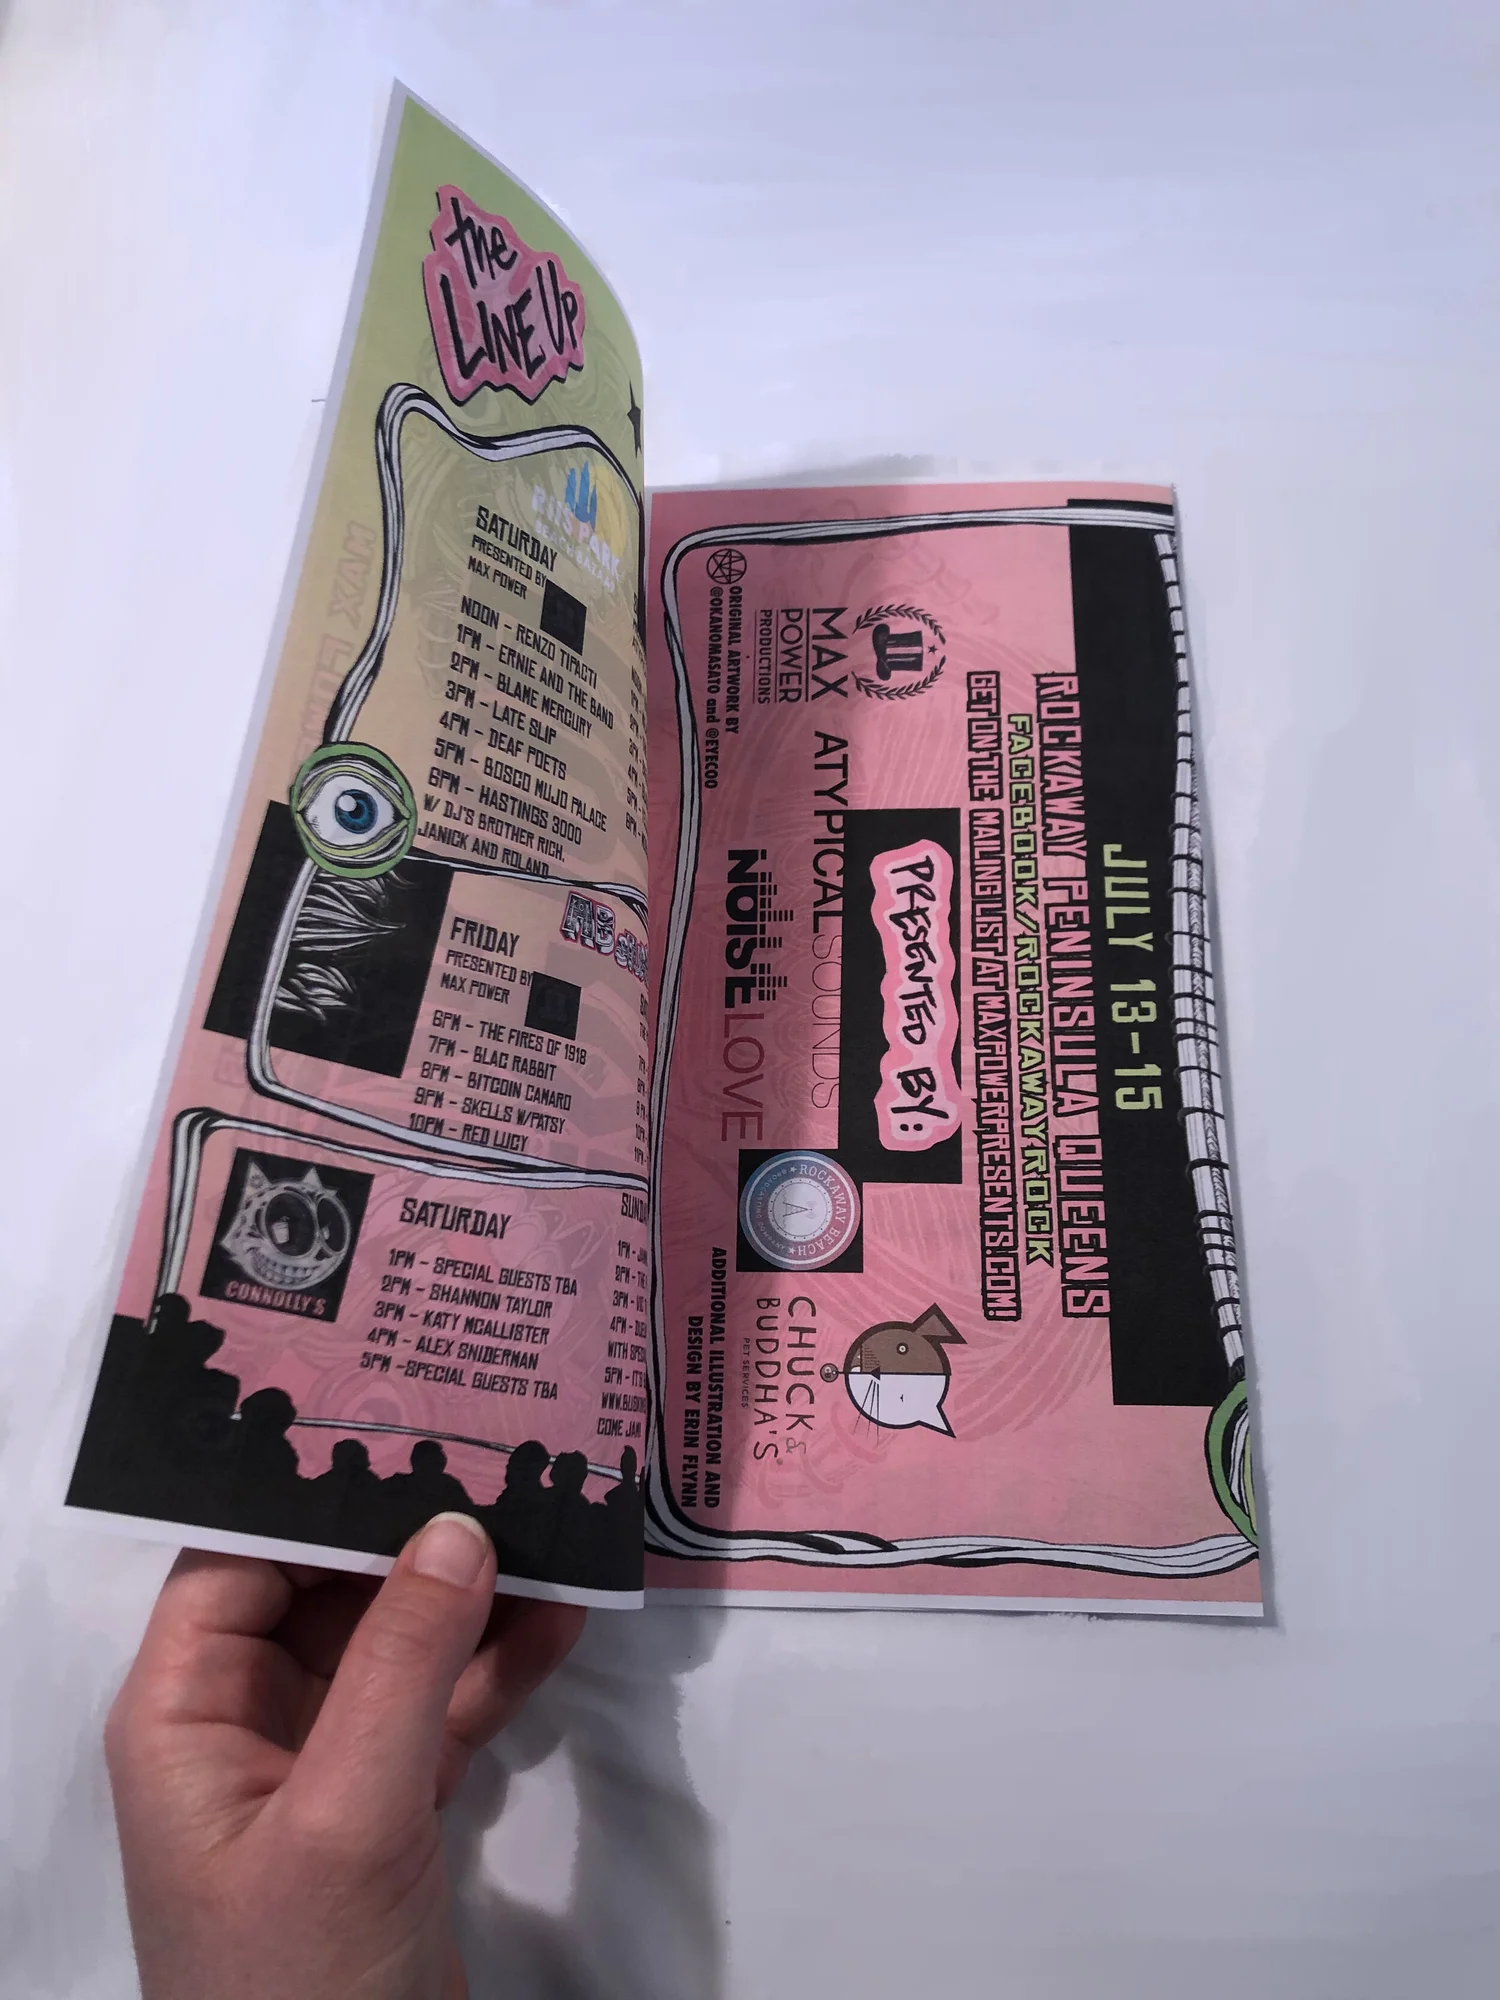 the
LINE UP
SATURDAY
PRESENTED BY
MAX POWER
NOON - RENZO TIPACTI
1PM - ERNIE AND THE BAND
2PM - BLAME MERCURY
3PM - LATE SLIP
4PM - DEAF POETS
5PM - BOSCO MUJO PALACE
6PM - HASTINGS 3000
W/ DJ'S BROTHER RICH,
JANICK AND ROLAND
FRIDAY
PRESENTED BY
MAX POWER
6PM - THE FIRES OF 1918
7PM - BLAC RABBIT
8PM - BITCOIN CAMARO
9PM - SKELLS W/PATSY
10PM - RED LUCY
CONNOLLY'S
SATURDAY
1PM - SPECIAL GUESTS TBA
2PM - SHANNON TAYLOR
3PM - KATY MCALLISTER
4PM - ALEX SNIDERMAN
5PM -SPECIAL GUESTS TBA
COME JAM
JULY 13-15
ROCKAWAY PENINSULA QUEENS
FACEBOOK/ROCKAWAYROCK
GET ON THE MAILING LIST AT MAXPOWERPRESENTS.COM!
PRESENTED BY:
MAX
POWER
PRODUCTIONS
ATYPICALSOUNDS
NOISELOVE
ROCKAWAY BEACH
CHUCK &
BUDDHA'S
PET SERVICES
ORIGINAL ARTWORK BY
@OKANOMASATO and @EYECOO
ADDITIONAL ILLUSTRATION AND
DESIGN BY ERIN FLYNN